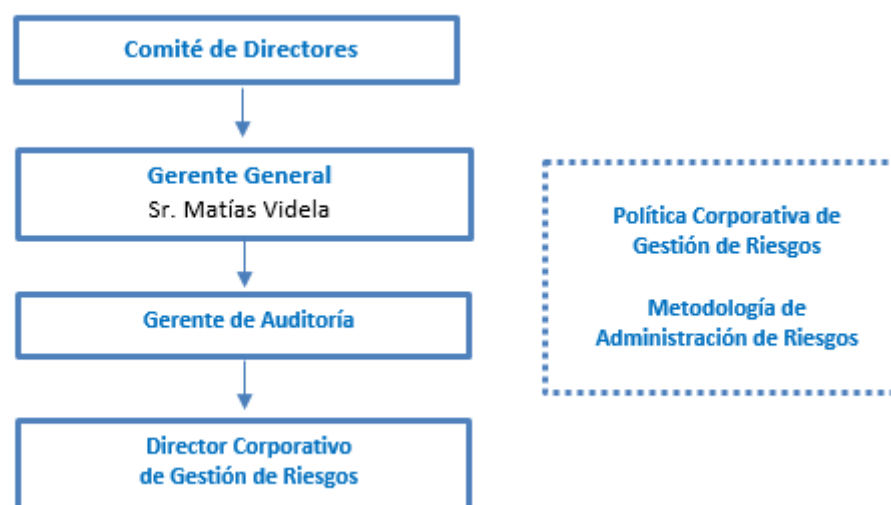 Comité de Directores
Gerente General
Sr. Matías Videla
Gerente de Auditoría
Director Corporativo
de Gestión de Riesgos
Política Corporativa de
Gestión de Riesgos
Metodología de
Administración de Riesgos